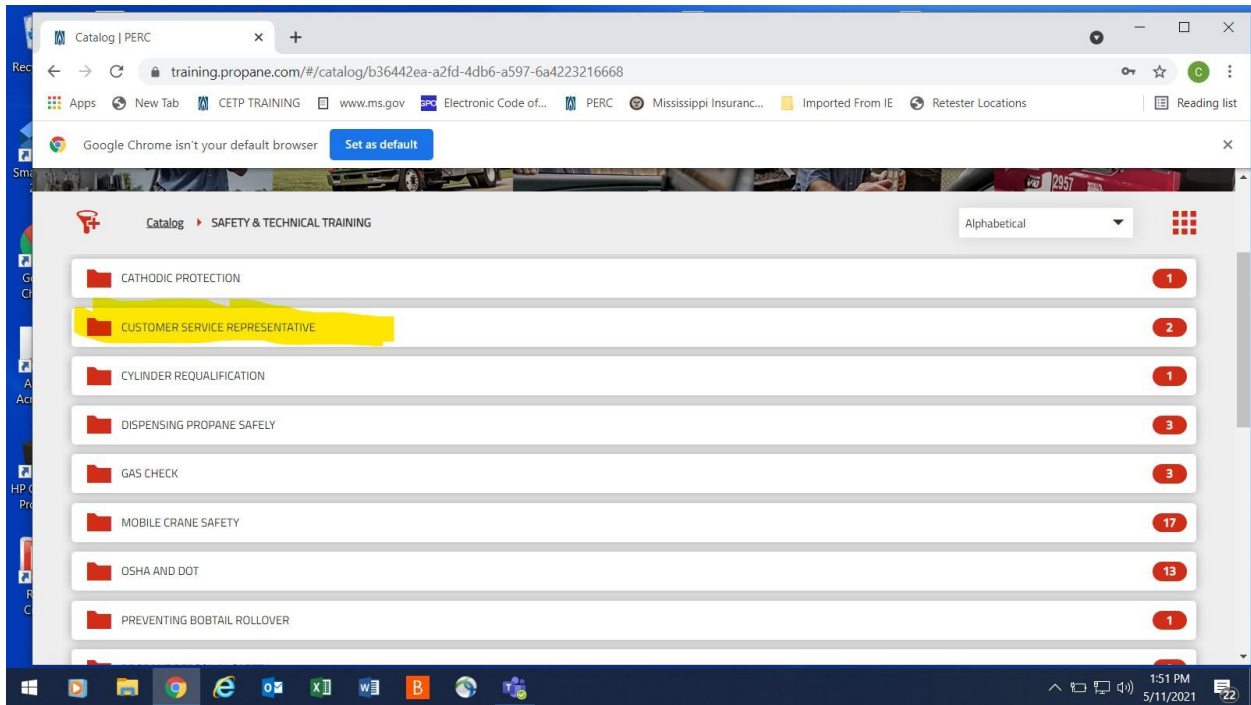 Catalog | PERC
training.propane.com/#/catalog/b36442ea-a2fd-4db6-a597-6a4223216668
C
Apps New Tab CETP TRAINING www.ms.gov GPO Electronic Code of... PERC Mississippi Insuranc... Imported From IE Retester Locations Reading list
Google Chrome isn't your default browser Set as default
2957
Catalog SAFETY & TECHNICAL TRAINING Alphabetical
CATHODIC PROTECTION 1
CUSTOMER SERVICE REPRESENTATIVE 2
CYLINDER REQUALIFICATION 1
DISPENSING PROPANE SAFELY 3
GAS CHECK 3
MOBILE CRANE SAFETY 17
OSHA AND DOT 13
PREVENTING BOBTAIL ROLLOVER 1
1:51 PM
5/11/2021
22